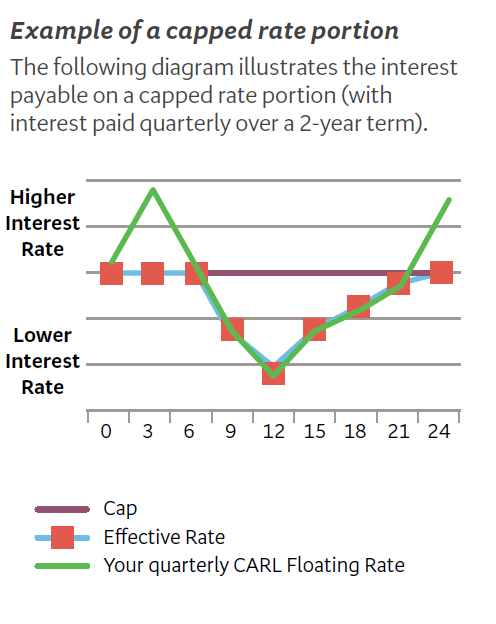 Example of a capped rate portion
The following diagram illustrates the interest
payable on a capped rate portion (with
interest paid quarterly over a 2-year term).
Higher
Interest
Rate
Lower
Interest
Rate
0 3 6 9 12 15 18 21 24
Cap
Effective Rate
Your quarterly CARL Floating Rate